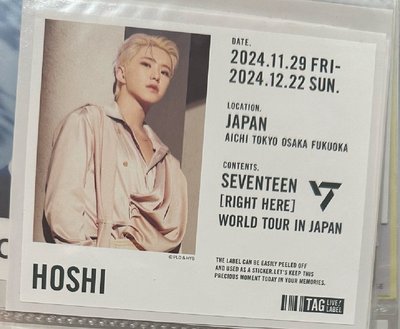 DATE.
2024.11.29 FRI-
2024.12.22 SUN.
LOCATION.
JAPAN
AICHI TOKYO OSAKA FUKUOKA
CONTENTS.
SEVENTEEN
[RIGHT HERE]
WORLD TOUR IN JAPAN
© PLD & HYB
HOSHI
THE LABEL CAN BE EASILY PEELED OFF
AND USED AS A STICKER.LET'S KEEP THIS
PRECIOUS MOMENT TODAY IN YOUR MEMORIES.
TAG LIVE! LABEL